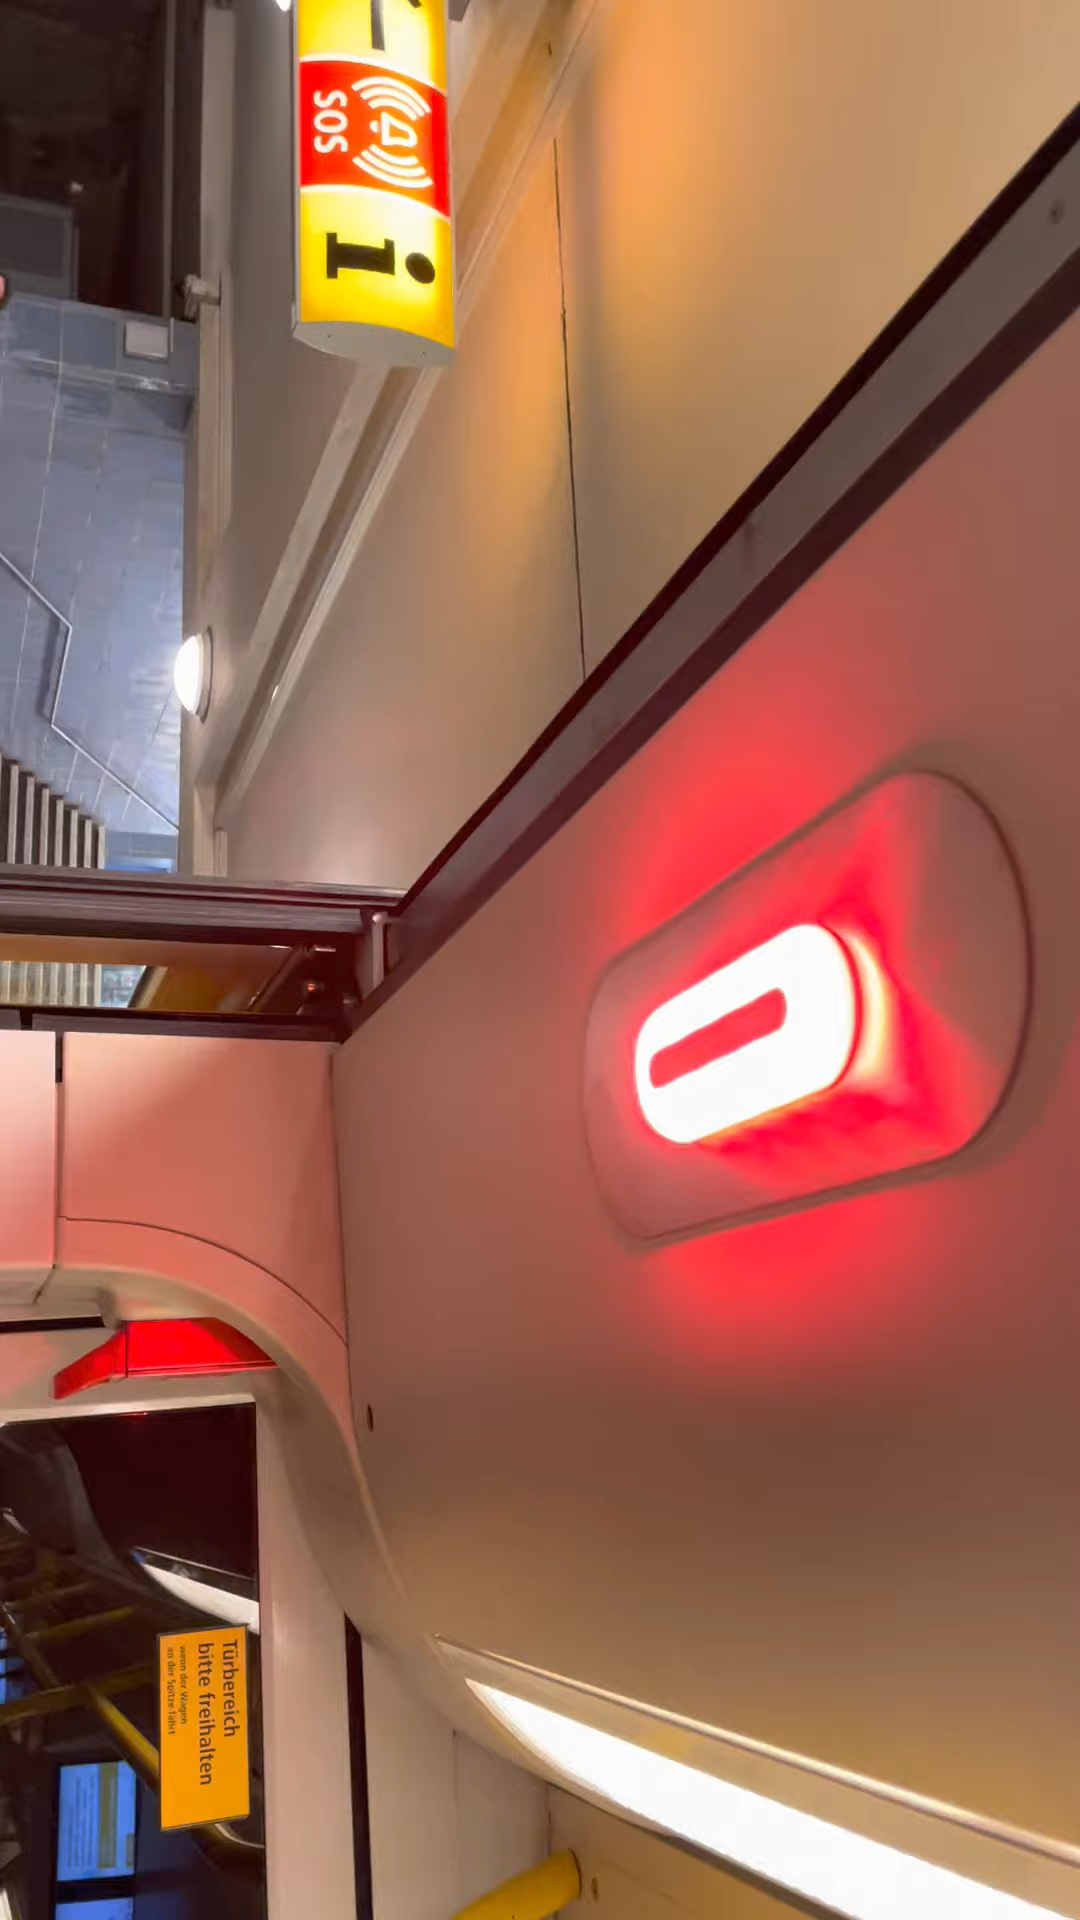 SOS
i
Türbereich
bitte freihalten
wenn der Wagen
an der Spitze fährt